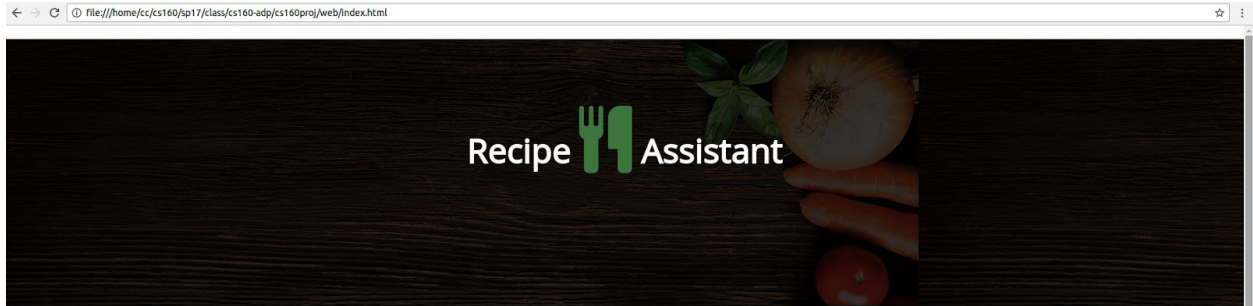 file:///home/cc/cs160/sp17/class/cs160-adp/cs160proj/web/index.html
Recipe Assistant